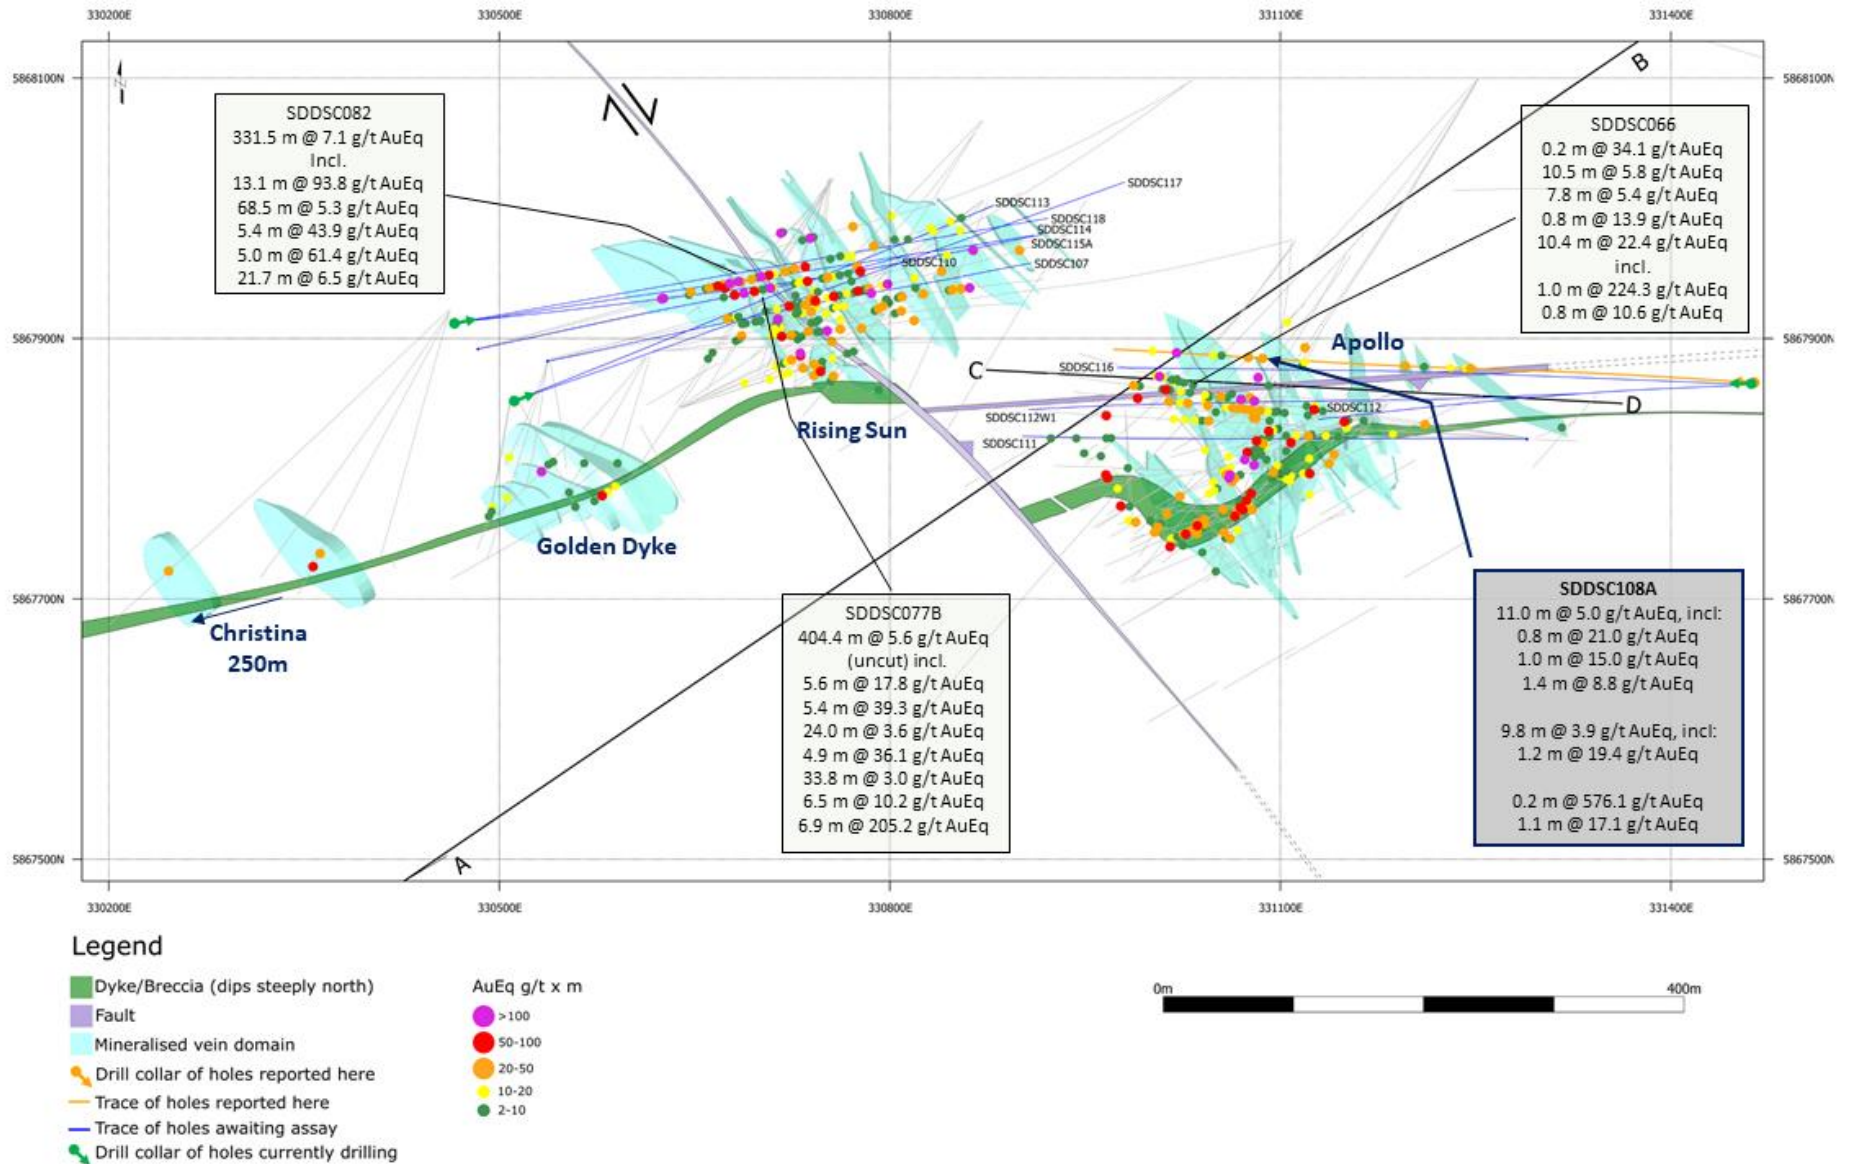 330200E
330500E
330800E
331100E
331400E
5868100N
5868100N
N
B
SDDSC082
331.5 m @ 7.1 g/t AuEq
Incl.
13.1 m @ 93.8 g/t AuEq
68.5 m @ 5.3 g/t AuEq
5.4 m @ 43.9 g/t AuEq
5.0 m @ 61.4 g/t AuEq
21.7 m @ 6.5 g/t AuEq
SDDSC066
0.2 m @ 34.1 g/t AuEq
10.5 m @ 5.8 g/t AuEq
7.8 m @ 5.4 g/t AuEq
0.8 m @ 13.9 g/t AuEq
10.4 m @ 22.4 g/t AuEq
incl.
1.0 m @ 224.3 g/t AuEq
0.8 m @ 10.6 g/t AuEq
SDDSC117
SDDSC113
SDDSC118
SDDSC114
SDDSC115A
SDDSC110
SDDSC107
5867900N
5867900N
Apollo
C
SDDSC116
D
SDDSC112
SDDSC112W1
SDDSC111
Rising Sun
Golden Dyke
5867700N
5867700N
Christina
250m
SDDSC077B
404.4 m @ 5.6 g/t AuEq
(uncut) incl.
5.6 m @ 17.8 g/t AuEq
5.4 m @ 39.3 g/t AuEq
24.0 m @ 3.6 g/t AuEq
4.9 m @ 36.1 g/t AuEq
33.8 m @ 3.0 g/t AuEq
6.5 m @ 10.2 g/t AuEq
6.9 m @ 205.2 g/t AuEq
SDDSC108A
11.0 m @ 5.0 g/t AuEq, incl:
0.8 m @ 21.0 g/t AuEq
1.0 m @ 15.0 g/t AuEq
1.4 m @ 8.8 g/t AuEq
9.8 m @ 3.9 g/t AuEq, incl:
1.2 m @ 19.4 g/t AuEq
0.2 m @ 576.1 g/t AuEq
1.1 m @ 17.1 g/t AuEq
5867500N
5867500N
A
330200E
330500E
330800E
331100E
331400E
Legend
Dyke/Breccia (dips steeply north)
Fault
Mineralised vein domain
Drill collar of holes reported here
Trace of holes reported here
Trace of holes awaiting assay
Drill collar of holes currently drilling
AuEq g/t x m
>100
50-100
20-50
10-20
2-10
0m
400m